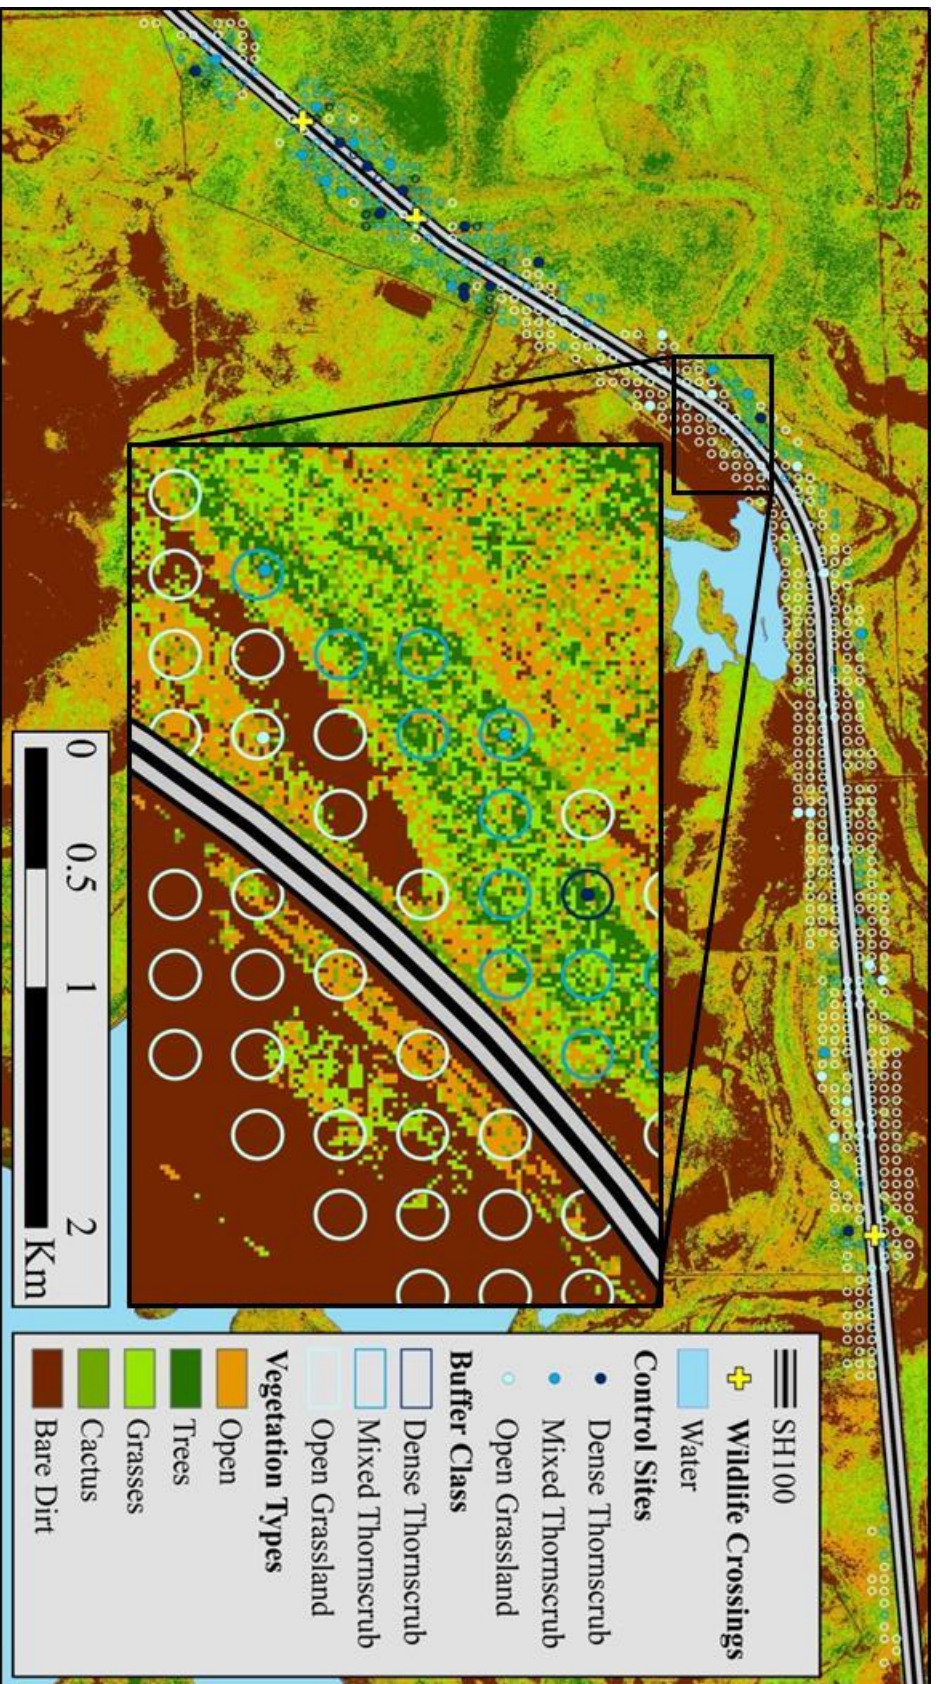 SH100
Wildlife Crossings
Water
Control Sites
Dense Thornscrub
Mixed Thornscrub
Open Grassland
Buffer Class
Dense Thornscrub
Mixed Thornscrub
Open Grassland
Vegetation Types
Open
Trees
Grasses
Cactus
Bare Dirt
0 0.5 1 2
Km